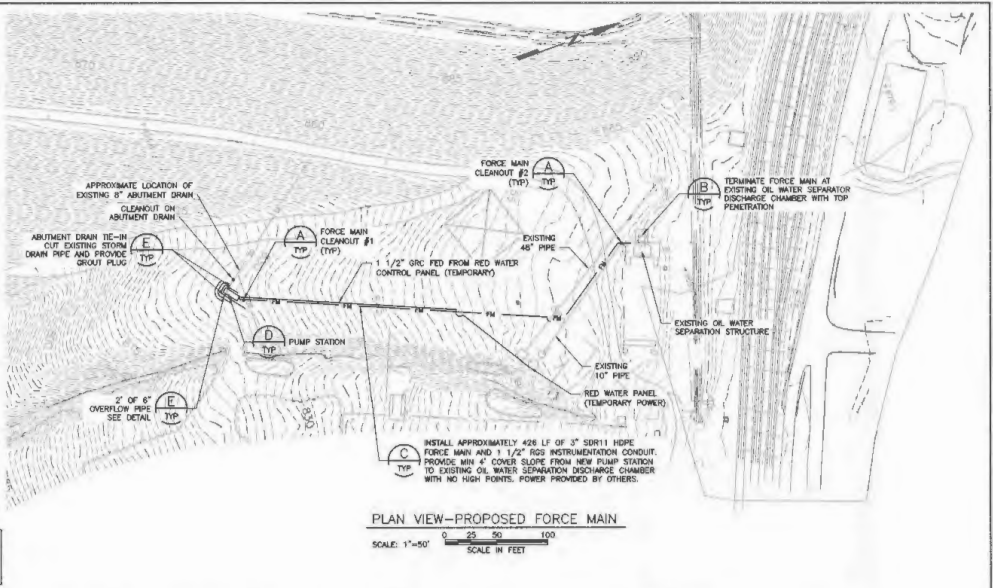 APPROXIMATE LOCATION OF
EXISTING 8" ABUTMENT DRAIN
CLEANOUT ON
ABUTMENT DRAIN
ABUTMENT DRAIN TIE-IN
CUT EXISTING STORM
DRAIN PIPE AND PROVIDE
GROUT PLUG
E
TYP
A
TYP
FORCE MAIN
CLEANOUT #1
(TYP)
1 1/2" GRC FED FROM RED WATER
CONTROL PANEL (TEMPORARY)
FORCE MAIN
CLEANOUT #2
(TYP)
A
TYP
B
TYP
TERMINATE FORCE MAIN AT
EXISTING OIL WATER SEPARATOR
DISCHARGE CHAMBER WITH TOP
PENETRATION
EXISTING
48" PIPE
FM
FM
FM
FM
FM
EXISTING OIL WATER
SEPARATION STRUCTURE
D
TYP
PUMP STATION
EXISTING
10" PIPE
RED WATER PANEL
(TEMPORARY POWER)
2' OF 6"
OVERFLOW PIPE
SEE DETAIL
TYP
830
C
TYP
INSTALL APPROXIMATELY 426 LF OF 3" SDR11 HDPE
FORCE MAIN AND 1 1/2" RGS INSTRUMENTATION CONDUIT.
PROVIDE MIN 4' COVER SLOPE FROM NEW PUMP STATION
TO EXISTING OIL WATER SEPARATION DISCHARGE CHAMBER
WITH NO HIGH POINTS. POWER PROVIDED BY OTHERS.
PLAN VIEW-PROPOSED FORCE MAIN
SCALE: 1"=50'
0 25 50 100
SCALE IN FEET